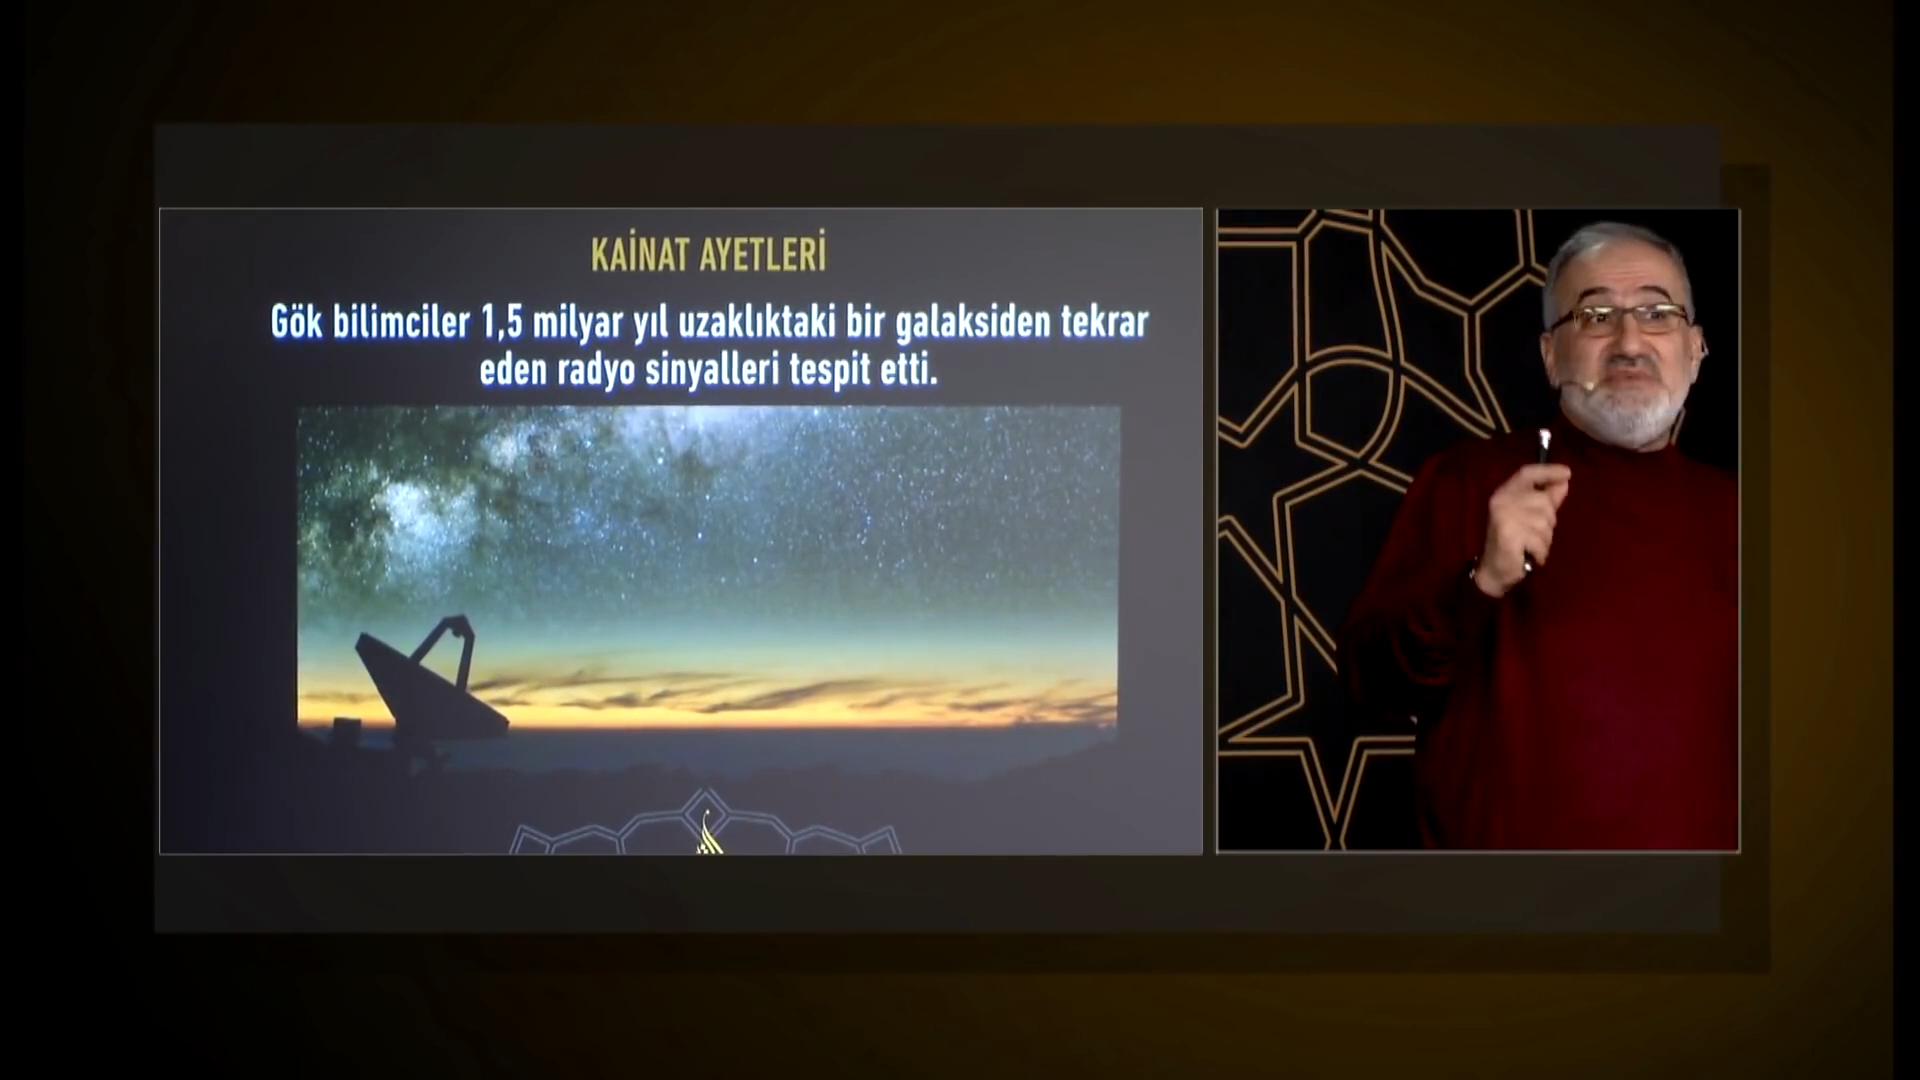 KAİNAT AYETLERİ
Gök bilimciler 1,5 milyar yıl uzaklıktaki bir galaksiden tekrar
eden radyo sinyalleri tespit etti.